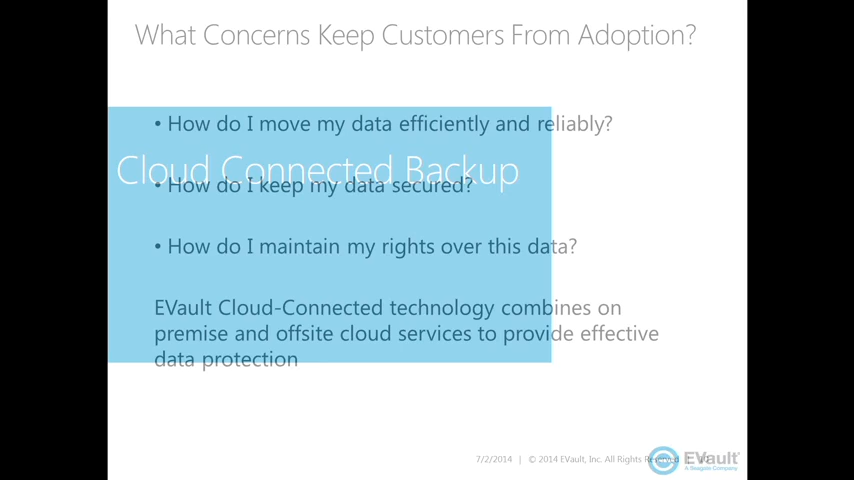 What Concerns Keep Customers From Adoption?
• How do I move my data efficiently and reliably?
Cloud Connected Backup
• How do I keep my data secured?
• How do I maintain my rights over this data?
EVault Cloud-Connected technology combines on
premise and offsite cloud services to provide effective
data protection
7/2/2014 | © 2014 EVault, Inc. All Rights Reserved |
EVault
A Seagate Company